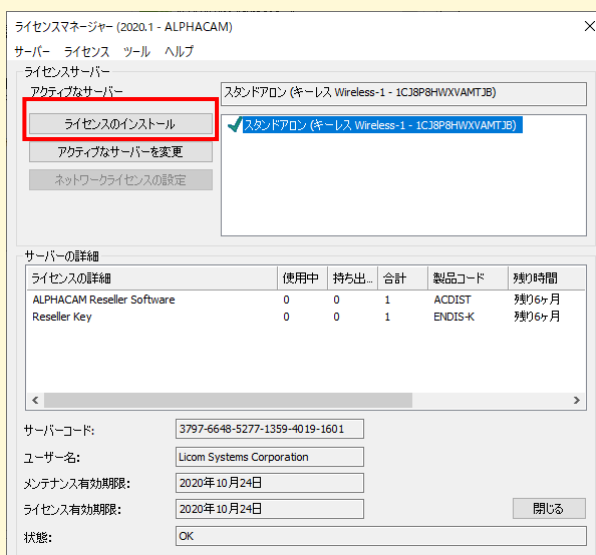 ライセンスマネージャー (2020.1 - ALPHACAM)
サーバー ライセンス ツール ヘルプ
ライセンスサーバー
アクティブなサーバー スタンドアロン (キーレス Wireless-1 - 1CJ8P8HWXVAMTJB)
ライセンスのインストール スタンドアロン (キーレス Wireless-1 - 1CJ8P8HWXVAMTJB)
アクティブなサーバーを変更
ネットワークライセンスの設定
サーバーの詳細
ライセンスの詳細 使用中 持ち出... 合計 製品コード 残り時間
ALPHACAM Reseller Software 0 0 1 ACDIST 残り6ヶ月
Reseller Key 0 0 1 ENDIS-K 残り6ヶ月
サーバーコード: 3797-6648-5277-1359-4019-1601
ユーザー名: Licom Systems Corporation
メンテナンス有効期限: 2020年10月24日
ライセンス有効期限: 2020年10月24日 閉じる
状態: OK